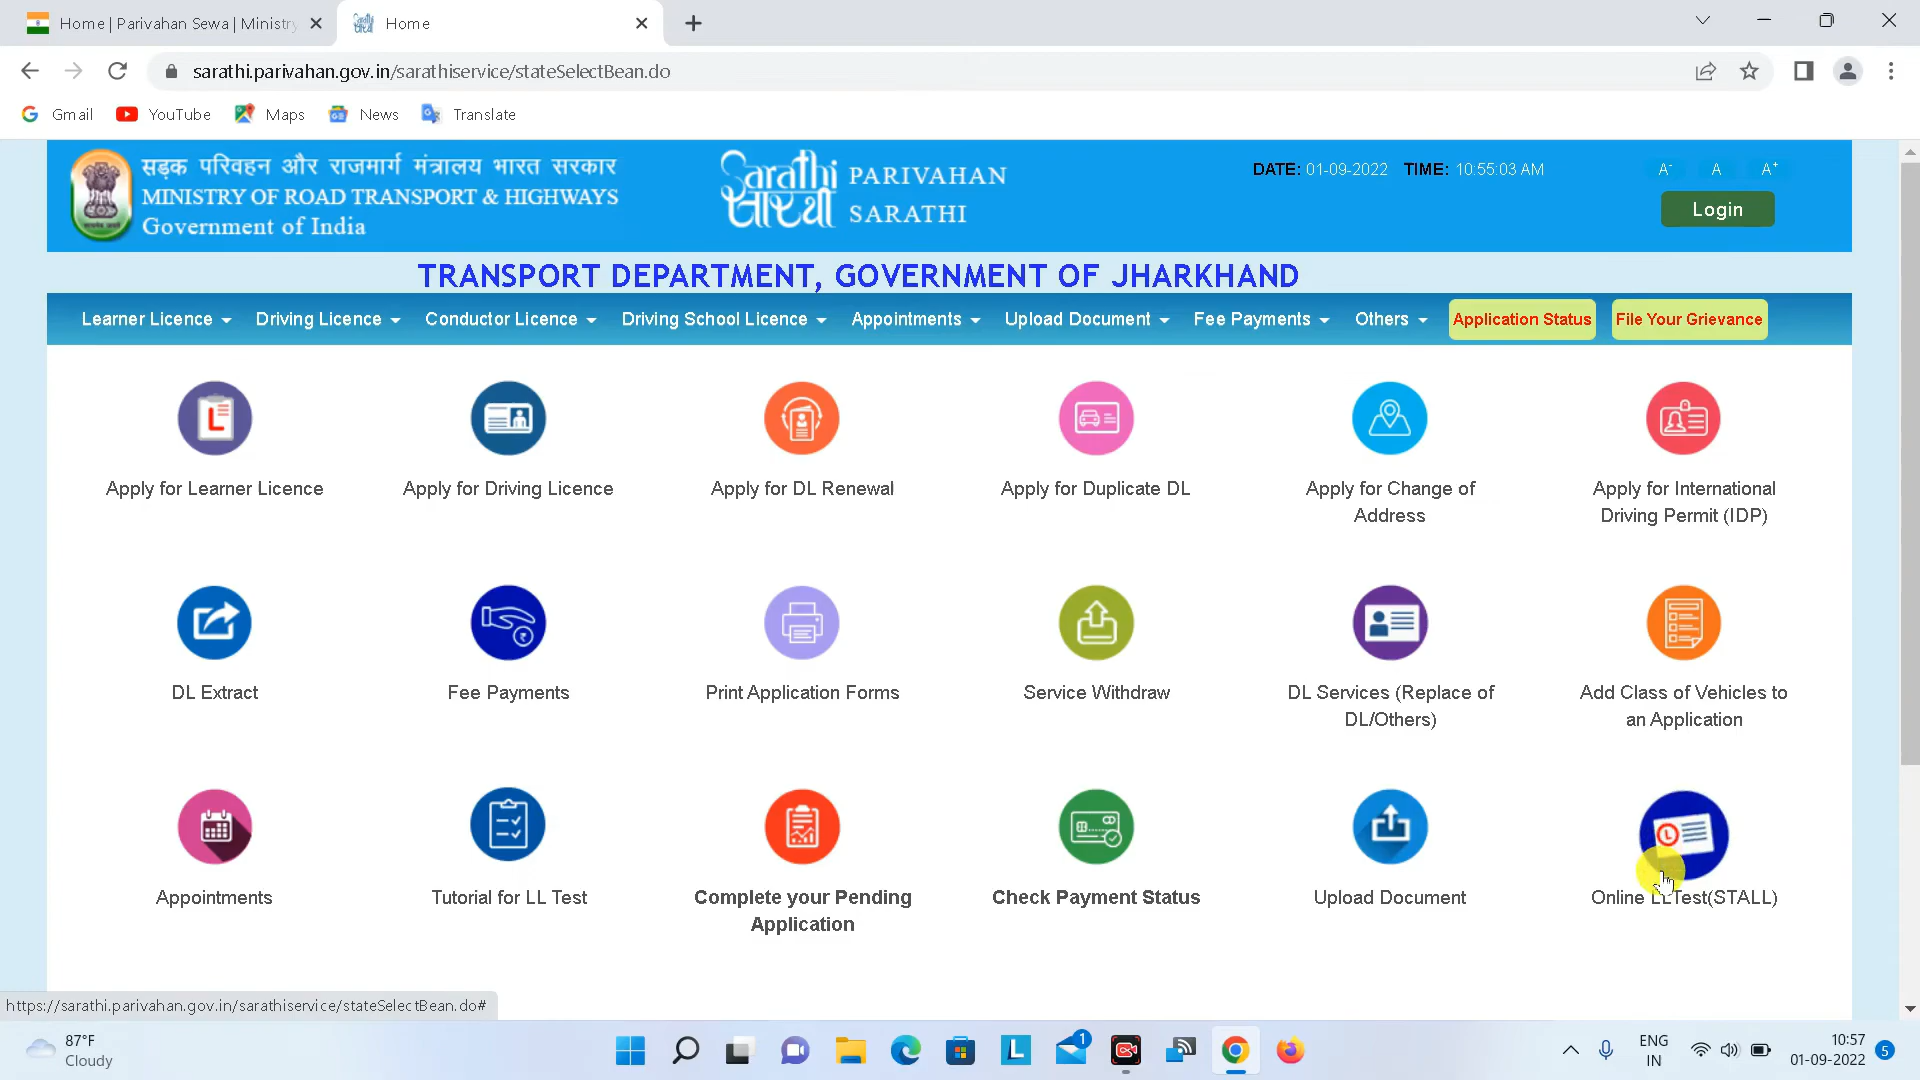 Home | Parivahan Sewa | Ministry
Home
sarathi.parivahan.gov.in/sarathiservice/stateSelectBean.do
Gmail
YouTube
Maps
News
Translate
सड़क परिवहन और राजमार्ग मंत्रालय भारत सरकार
MINISTRY OF ROAD TRANSPORT & HIGHWAYS
Government of India
Sarathi
सारथी
PARIVAHAN
SARATHI
DATE: 01-09-2022 TIME: 10:55:03 AM
A- A A+
Login
TRANSPORT DEPARTMENT, GOVERNMENT OF JHARKHAND
Learner Licence
Driving Licence
Conductor Licence
Driving School Licence
Appointments
Upload Document
Fee Payments
Others
Application Status
File Your Grievance
Apply for Learner Licence
Apply for Driving Licence
Apply for DL Renewal
Apply for Duplicate DL
Apply for Change of
Address
Apply for International
Driving Permit (IDP)
DL Extract
Fee Payments
Print Application Forms
Service Withdraw
DL Services (Replace of
DL/Others)
Add Class of Vehicles to
an Application
Appointments
Tutorial for LL Test
Complete your Pending
Application
Check Payment Status
Upload Document
Online LLTest(STALL)
https://sarathi.parivahan.gov.in/sarathiservice/stateSelectBean.do#
87°F
Cloudy
1
ENG
IN
10:57
01-09-2022
5